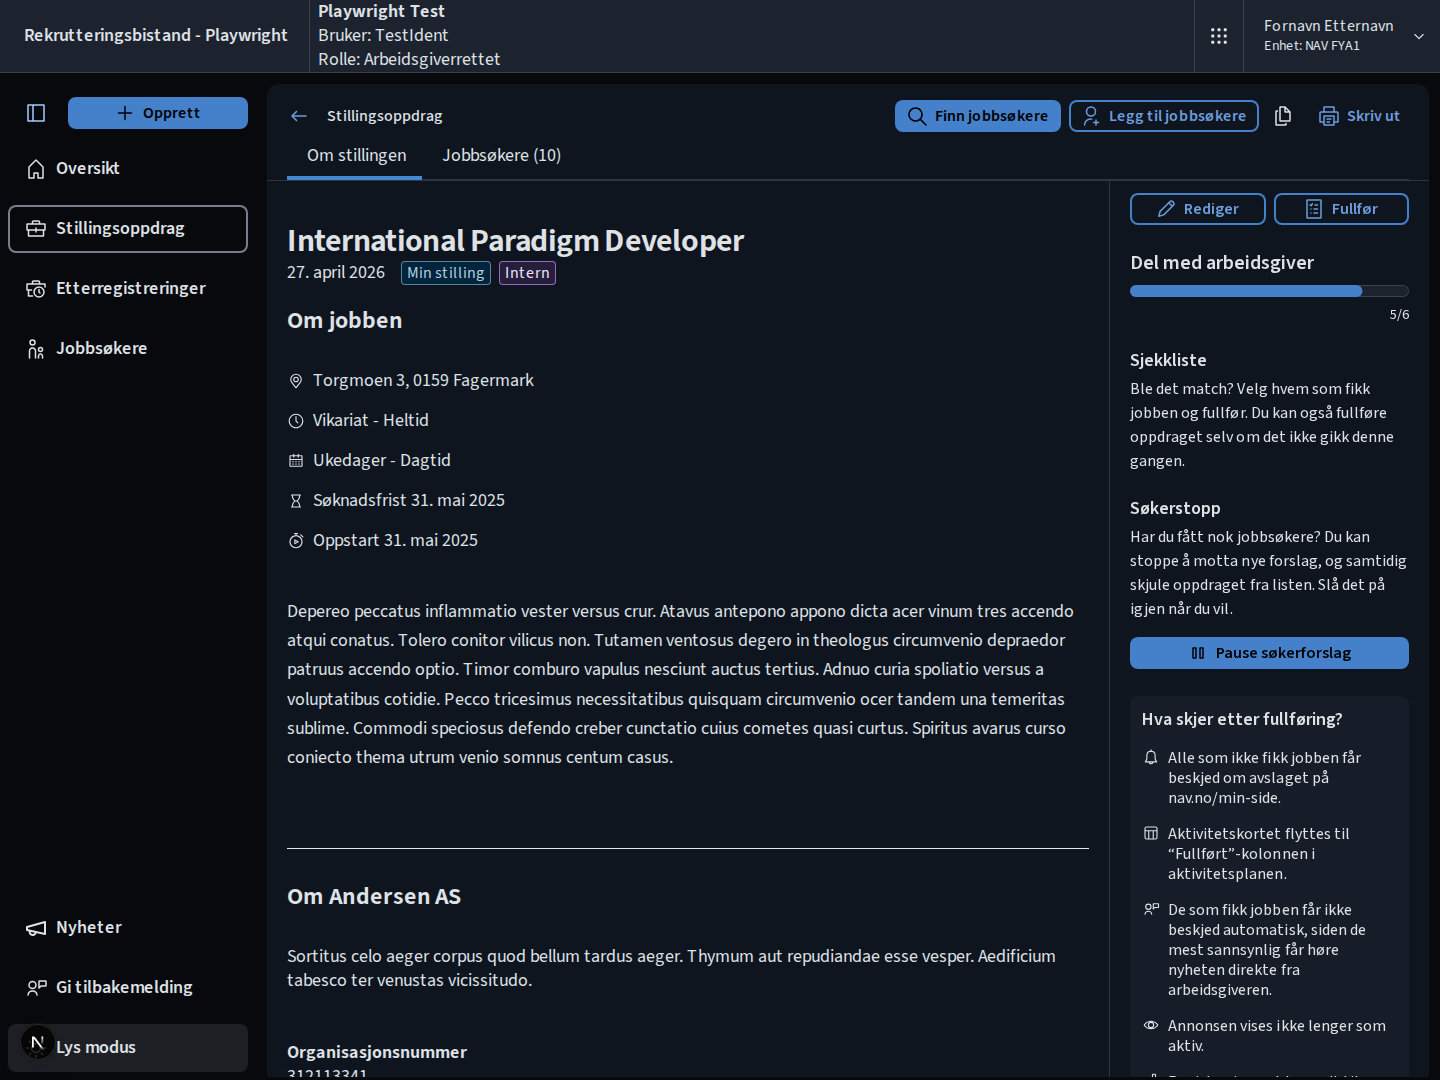 Rekrutteringsbistand - Playwright
Playwright Test
Bruker: TestIdent
Rolle: Arbeidsgiverrettet
Fornavn Etternavn
Enhet: NAV FYA1
Opprett
Oversikt
Stillingsoppdrag
Etterregistreringer
Jobbsøkere
Nyheter
Gi tilbakemelding
N
Lys modus
Stillingsoppdrag
Finn jobbsøkere
Legg til jobbsøkere
Skriv ut
Om stillingen
Jobbsøkere (10)
International Paradigm Developer
27. april 2026
Min stilling
Intern
Om jobben
Torgmoen 3, 0159 Fagermark
Vikariat - Heltid
Ukedager - Dagtid
Søknadsfrist 31. mai 2025
Oppstart 31. mai 2025
Depereo peccatus inflammatio vester versus crur. Atavus antepono appono dicta acer vinum tres accendo
atqui conatus. Tolero conitor vilicus non. Tutamen ventosus degero in theologus circumvenio depraedor
patruus accendo optio. Timor comburo vapulus nesciunt auctus tertius. Adnuo curia spoliatio versus a
voluptatibus cotidie. Pecco tricesimus necessitatibus quisquam circumvenio ocer tandem una temeritas
sublime. Commodi speciosus defendo creber cunctatio cuius cometes quasi curtus. Spiritus avarus curso
coniecto thema utrum venio somnus centum casus.
Om Andersen AS
Sortitus celo aeger corpus quod bellum tardus aeger. Thymum aut repudiandae esse vesper. Aedificium
tabesco ter venustas vicissitudo.
Organisasjonsnummer
312113341
Rediger
Fullfør
Del med arbeidsgiver
5/6
Sjekkliste
Ble det match? Velg hvem som fikk
jobben og fullfør. Du kan også fullføre
oppdraget selv om det ikke gikk denne
gangen.
Søkerstopp
Har du fått nok jobbsøkere? Du kan
stoppe å motta nye forslag, og samtidig
skjule oppdraget fra listen. Slå det på
igjen når du vil.
Pause søkerforslag
Hva skjer etter fullføring?
Alle som ikke fikk jobben får
beskjed om avslaget på
nav.no/min-side.
Aktivitetskortet flyttes til
“Fullført”-kolonnen i
aktivitetsplanen.
De som fikk jobben får ikke
beskjed automatisk, siden de
mest sannsynlig får høre
nyheten direkte fra
arbeidsgiveren.
Annonsen vises ikke lenger som
aktiv.